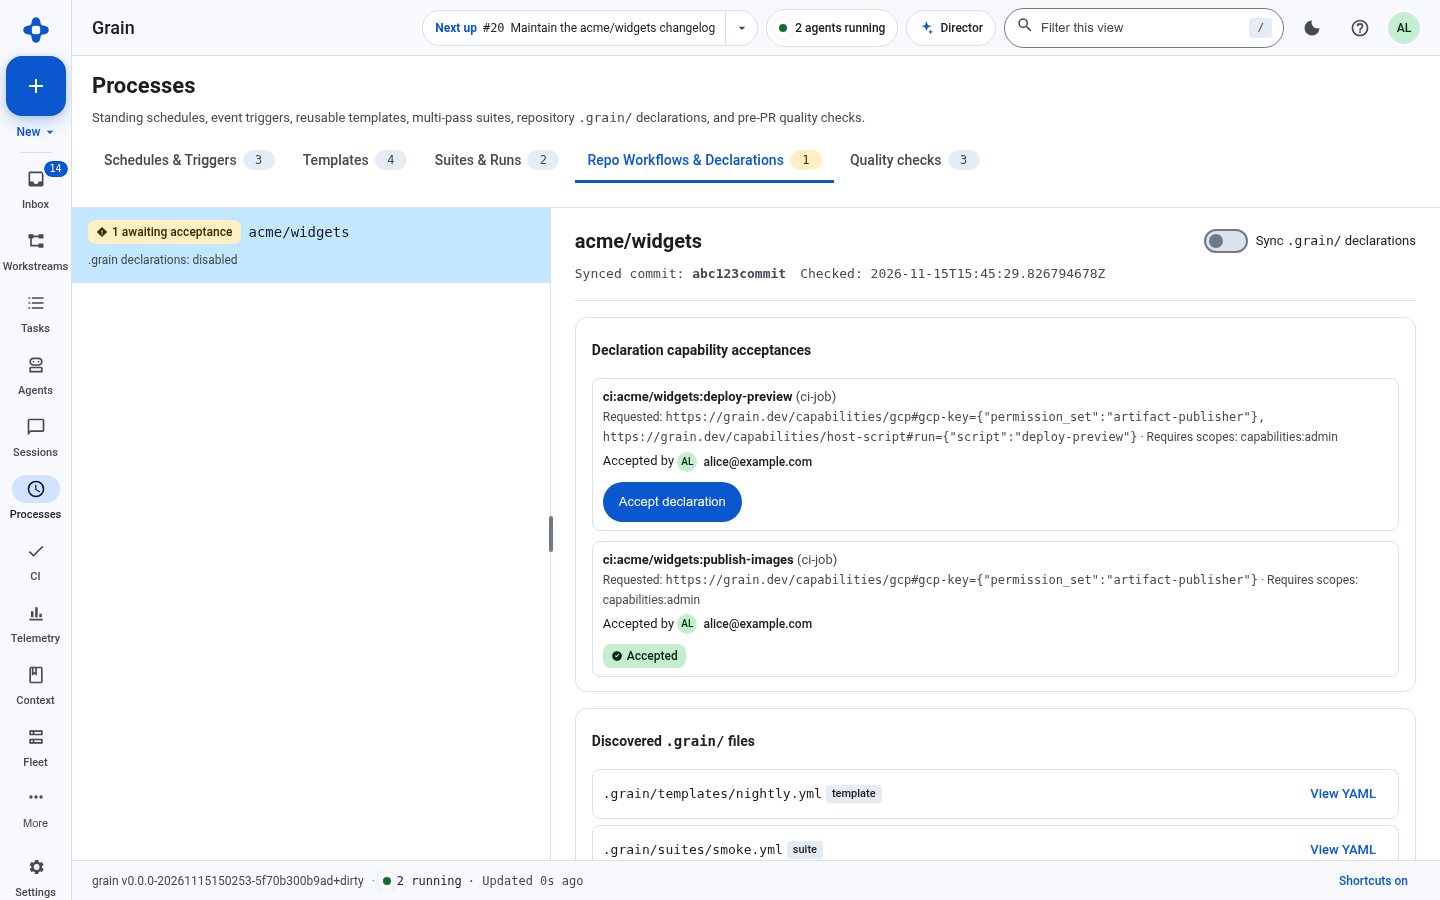 Grain
Next up #20 Maintain the acme/widgets changelog
2 agents running
Director
Filter this view /
AL
New
14
Inbox
Workstreams
Tasks
Agents
Sessions
Processes
CI
Telemetry
Context
Fleet
More
Settings
Processes
Standing schedules, event triggers, reusable templates, multi-pass suites, repository .grain/ declarations, and pre-PR quality checks.
Schedules & Triggers 3
Templates 4
Suites & Runs 2
Repo Workflows & Declarations 1
Quality checks 3
1 awaiting acceptance acme/widgets
.grain declarations: disabled
acme/widgets
Sync .grain/ declarations
Synced commit: abc123commit Checked: 2026-11-15T15:45:29.826794678Z
Declaration capability acceptances
ci:acme/widgets:deploy-preview (ci-job)
Requested: https://grain.dev/capabilities/gcp#gcp-key={"permission_set":"artifact-publisher"},
https://grain.dev/capabilities/host-script#run={"script":"deploy-preview"} · Requires scopes: capabilities:admin
Accepted by AL alice@example.com
Accept declaration
ci:acme/widgets:publish-images (ci-job)
Requested: https://grain.dev/capabilities/gcp#gcp-key={"permission_set":"artifact-publisher"} · Requires scopes:
capabilities:admin
Accepted by AL alice@example.com
Accepted
Discovered .grain/ files
.grain/templates/nightly.yml template View YAML
.grain/suites/smoke.yml suite View YAML
grain v0.0.0-20261115150253-5f70b300b9ad+dirty · 2 running · Updated 0s ago
Shortcuts on